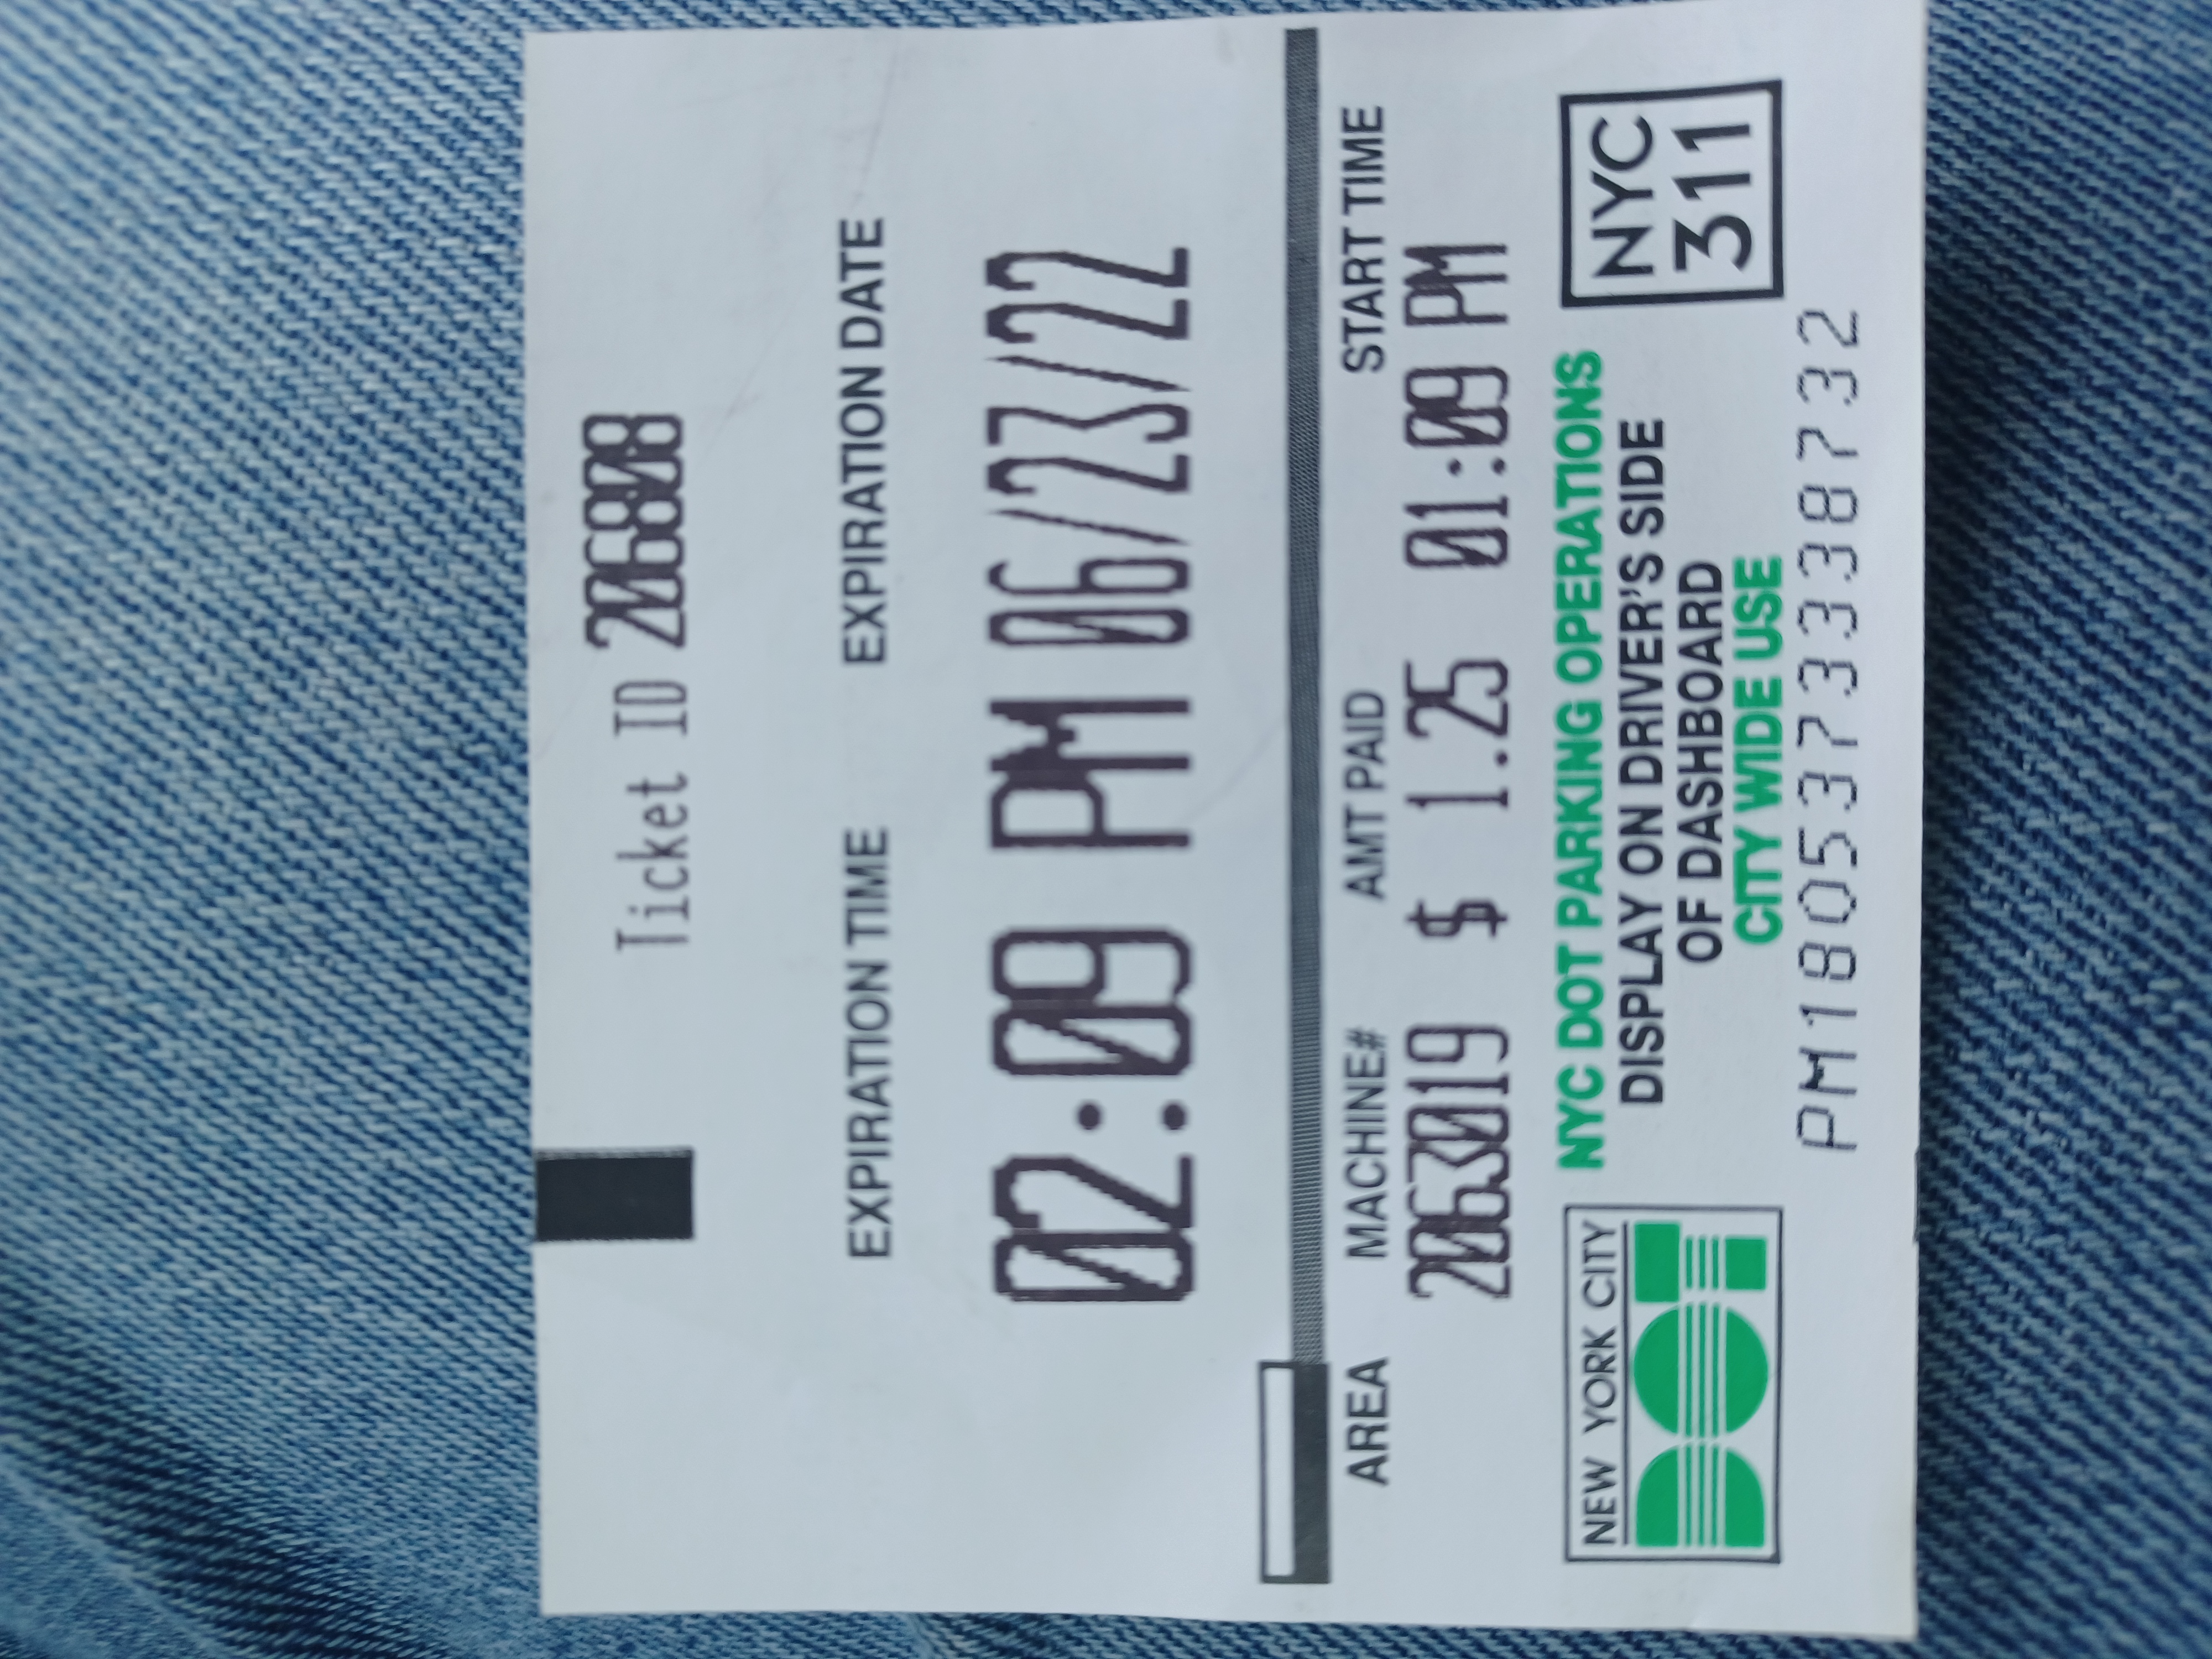 Ticket ID 206808
EXPIRATION TIME EXPIRATION DATE
02:09 PM 06/23/22
AREA MACHINE# AMT PAID START TIME
2063019 $ 1.25 01:09 PM
NEW YORK CITY
DOT
NYC DOT PARKING OPERATIONS
DISPLAY ON DRIVER'S SIDE
OF DASHBOARD
CITY WIDE USE
NYC
311
PM1805373338732